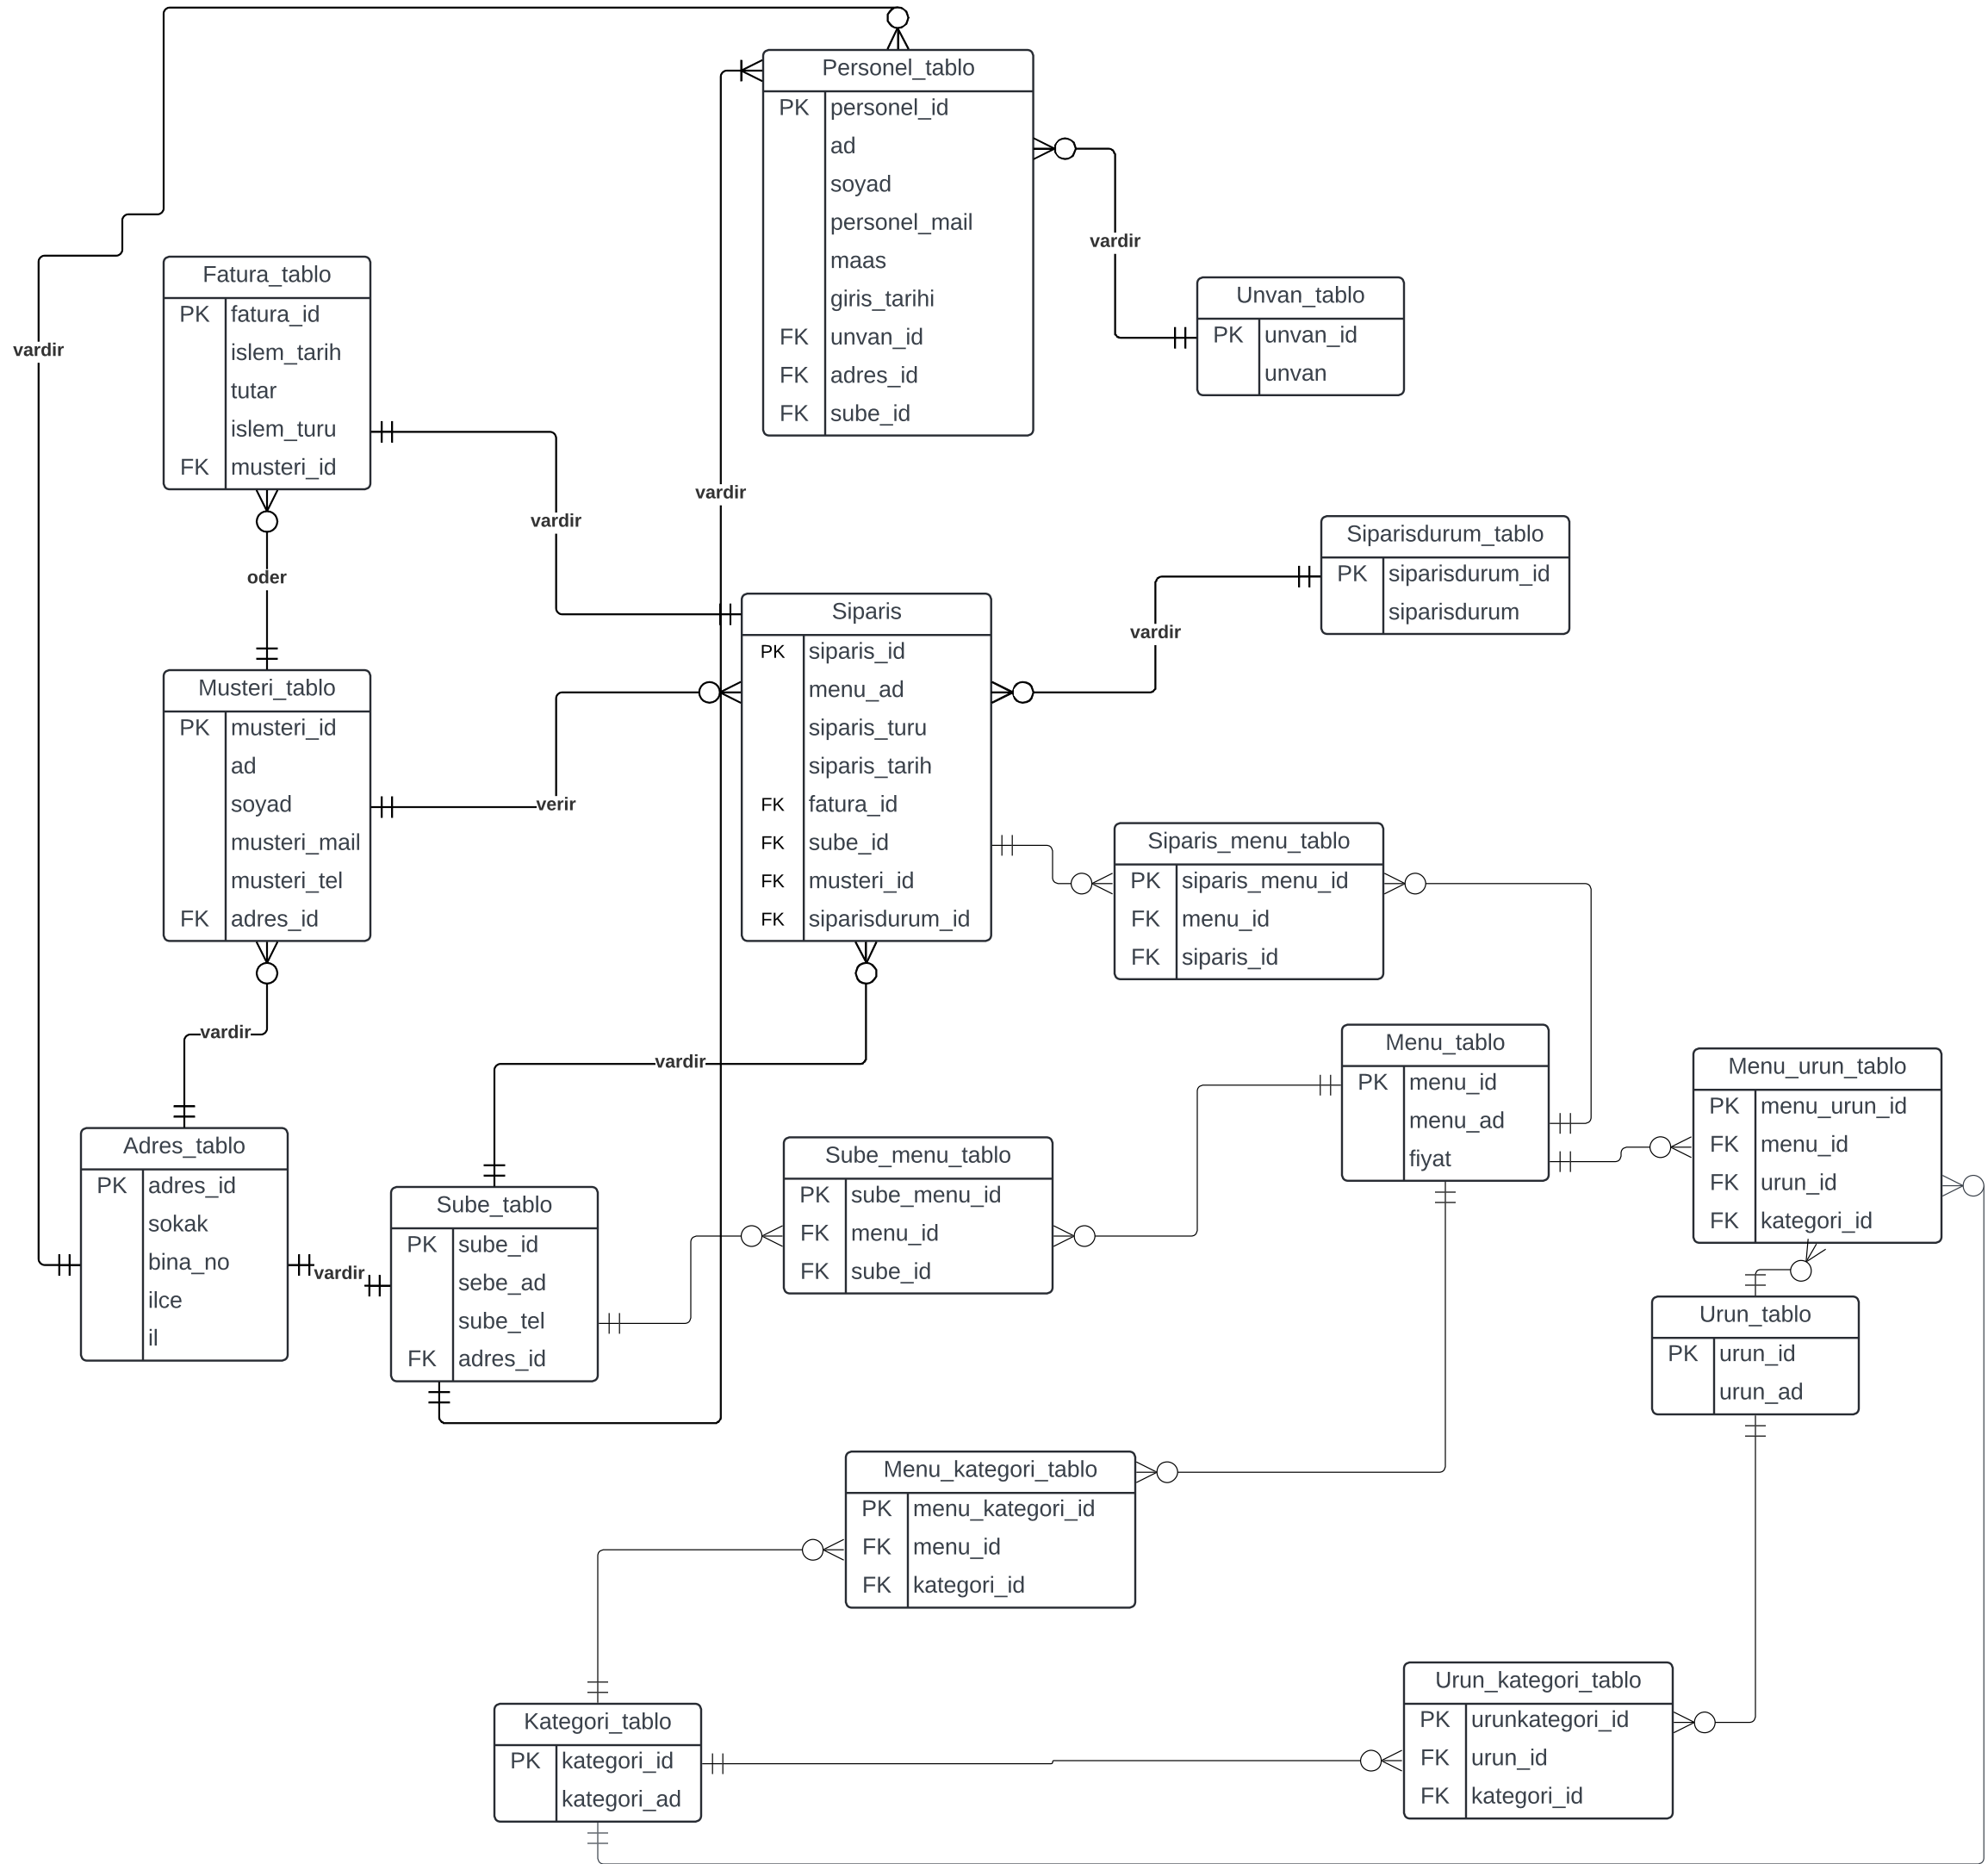 Personel_tablo
PK personel_id
ad
soyad
personel_mail
maas
giris_tarihi
FK unvan_id
FK adres_id
FK sube_id
vardir
Unvan_tablo
PK unvan_id
unvan
Fatura_tablo
PK fatura_id
islem_tarih
tutar
islem_turu
FK musteri_id
vardir
vardir
vardir
oder
Siparisdurum_tablo
PK siparisdurum_id
siparisdurum
vardir
Siparis
PK siparis_id
menu_ad
siparis_turu
siparis_tarih
FK fatura_id
FK sube_id
FK musteri_id
FK siparisdurum_id
Musteri_tablo
PK musteri_id
ad
soyad
musteri_mail
musteri_tel
FK adres_id
verir
Siparis_menu_tablo
PK siparis_menu_id
FK menu_id
FK siparis_id
vardir
vardir
Menu_tablo
PK menu_id
menu_ad
fiyat
Menu_urun_tablo
PK menu_urun_id
FK menu_id
FK urun_id
FK kategori_id
Adres_tablo
PK adres_id
sokak
bina_no
ilce
il
vardir
Sube_tablo
PK sube_id
sebe_ad
sube_tel
FK adres_id
Sube_menu_tablo
PK sube_menu_id
FK menu_id
FK sube_id
Urun_tablo
PK urun_id
urun_ad
Menu_kategori_tablo
PK menu_kategori_id
FK menu_id
FK kategori_id
Kategori_tablo
PK kategori_id
kategori_ad
Urun_kategori_tablo
PK urunkategori_id
FK urun_id
FK kategori_id